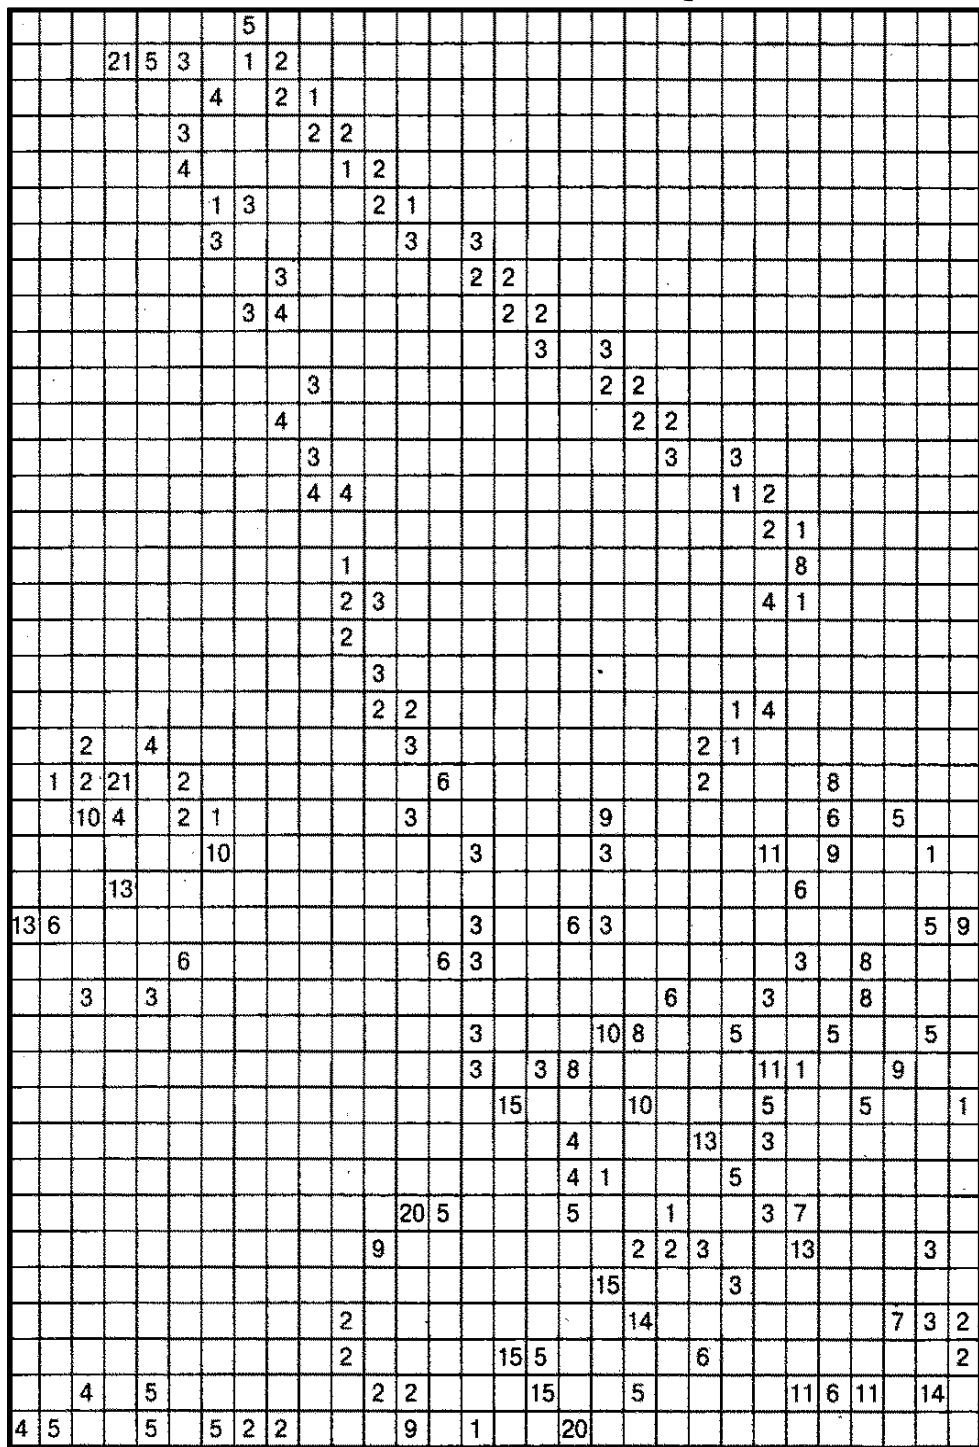 5
21 5 3 1 2
4 2 1
3 2 2
4 1 2
1 3 2 1
3 3 3
3 2 2
3 4 2 2
3 3
3 2 2
4 2 2
3 3 3
4 4 1 2
2 1
1 8
2 3 4 1
2
3
2 2 1 4
2 4 3 2 1
1 2 21 2 6 2 8
10 4 2 1 3 9 6 5
10 3 3 11 9 1
13 6
13 6 3 6 3 5 9
6 6 3 3 8
3 3 6 3 8
3 10 8 5 5 5
3 3 8 11 1 9
15 10 5 5 1
4 13 3
4 1 5
20 5 5 1 3 7
9 2 2 3 13 3
15 3
2 14 7 3 2
2 15 5 6 2
4 5 2 2 15 5 11 6 11 14
4 5 5 5 2 2 9 1 20